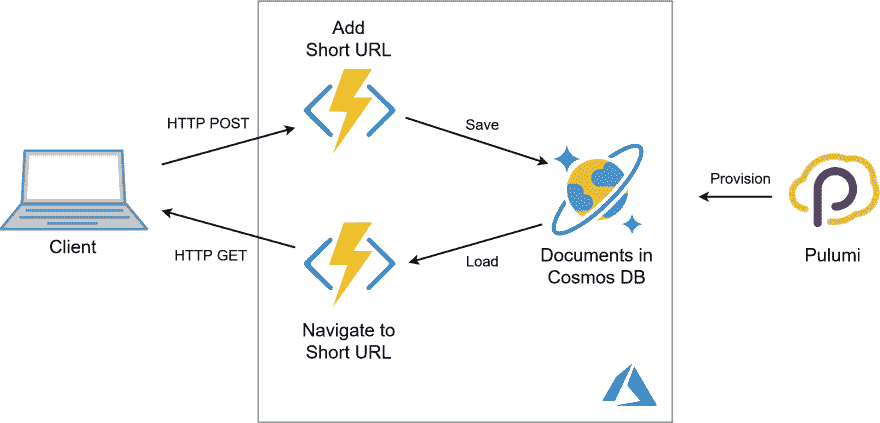 Add
Short URL
HTTP POST
Save
Client
HTTP GET
Load
Documents in
Cosmos DB
Navigate to
Short URL
Provision
Pulumi